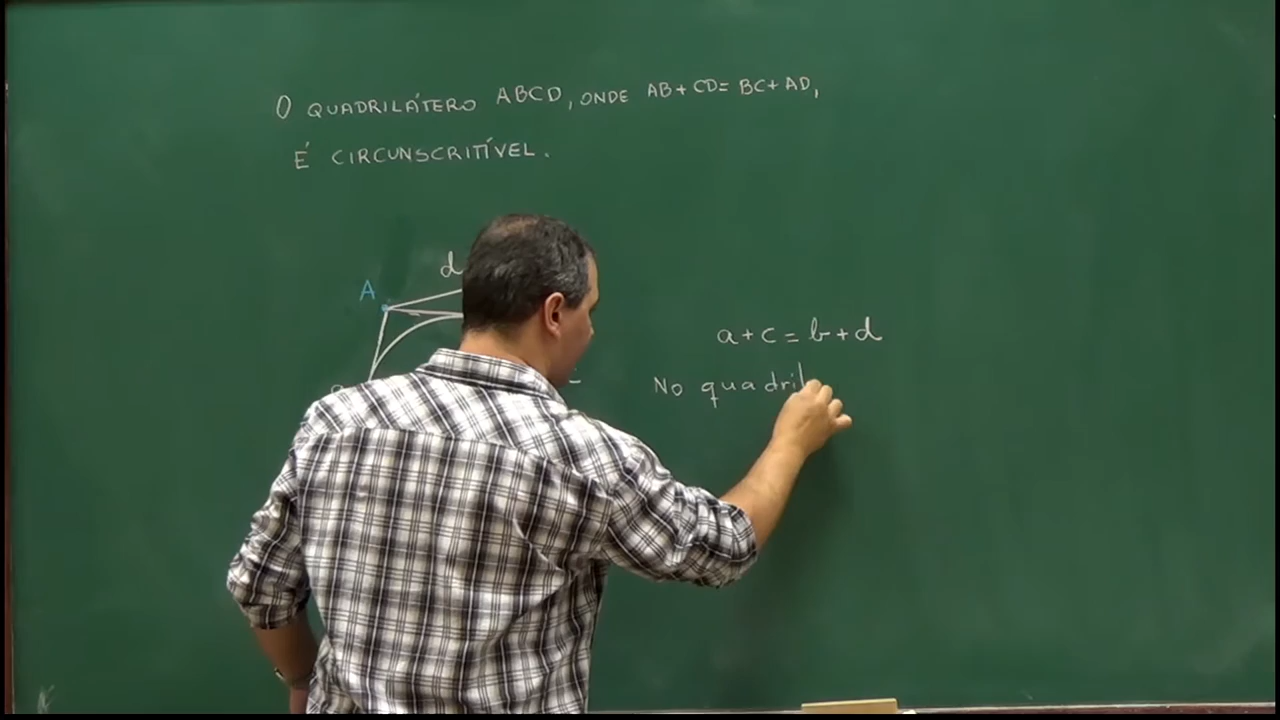 O QUADRILÁTERO ABCD, ONDE AB+CD=BC+AD,
É CIRCUNSCRITÍVEL.
d
A
a+c=b+d
No quadril